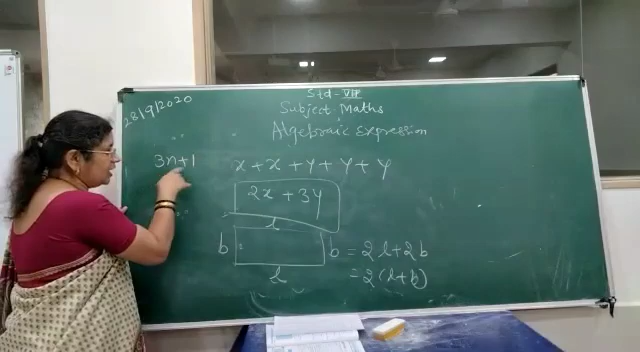 28/9/2020
Std - VII
Subject Maths
Algebraic Expression
3n+1
x + x + y + y + y
2x + 3y
l
b b = 2l+2b
l = 2(l+b)